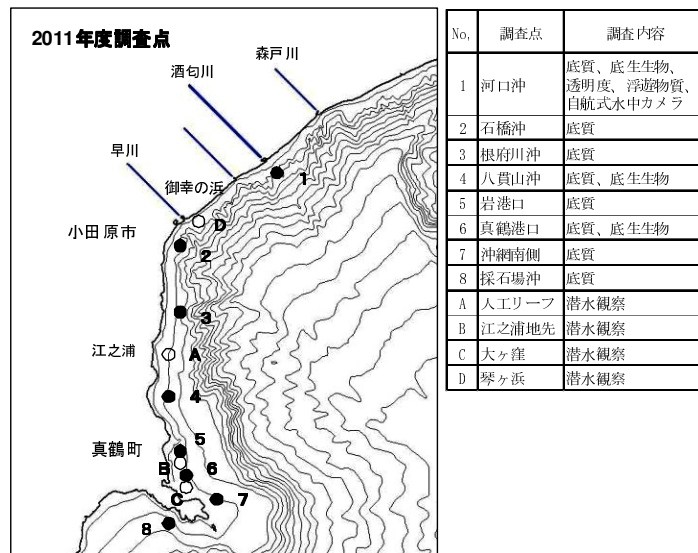 2011年度調査点
森戸川
酒匂川
早川
御幸の浜
1
D
小田原市
2
3
江之浦
A
4
5
真鶴町
B
6
C
7
8
No, 調査点 調査内容
1 河口沖 底質、底生生物、
透明度、浮遊物質、
自航式水中カメラ
2 石橋沖 底質
3 根府川沖 底質
4 八貫山沖 底質、底生生物
5 岩港口 底質
6 真鶴港口 底質、底生生物
7 沖網南側 底質
8 採石場沖 底質
A 人工リーフ 潜水観察
B 江之浦地先 潜水観察
C 大ヶ窪 潜水観察
D 琴ヶ浜 潜水観察